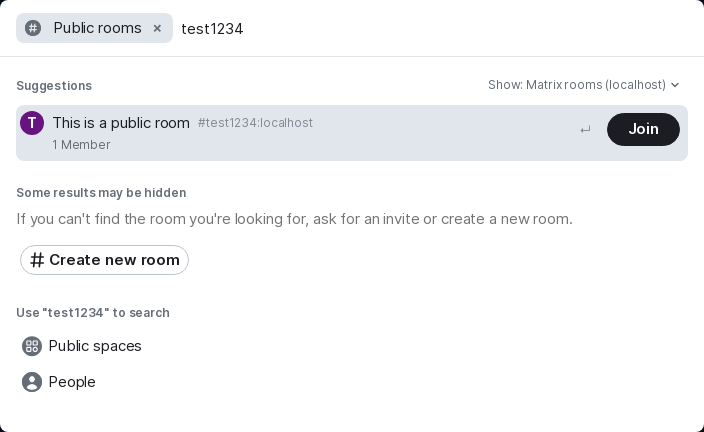 Public rooms × test1234
Suggestions
Show: Matrix rooms (localhost)
T This is a public room #test1234:localhost
1 Member
Join
Some results may be hidden
If you can't find the room you're looking for, ask for an invite or create a new room.
# Create new room
Use "test1234" to search
Public spaces
People